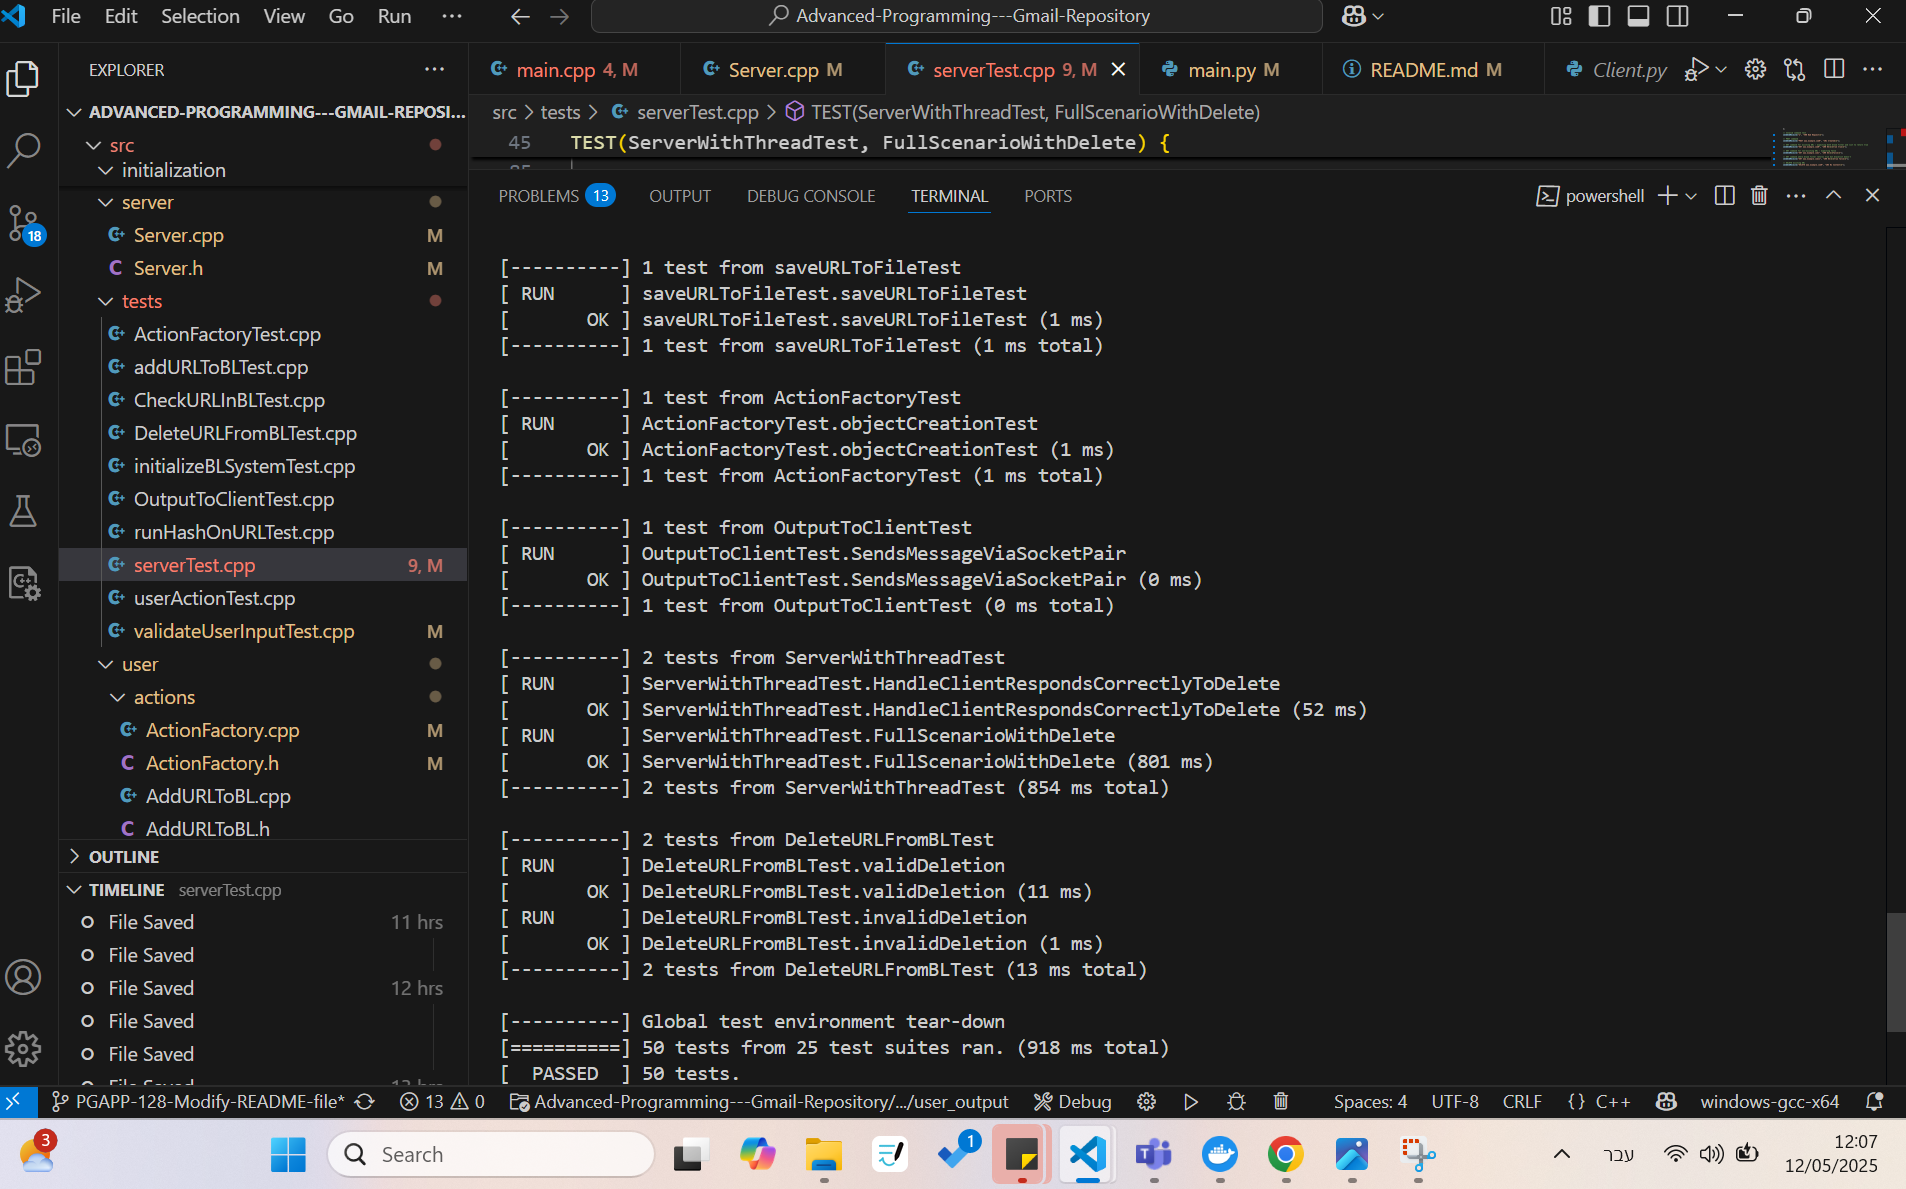 File Edit Selection View Go Run ··· Advanced-Programming---Gmail-Repository
EXPLORER
ADVANCED-PROGRAMMING---GMAIL-REPOSI...
src
initialization
server
Server.cpp M
Server.h M
tests
ActionFactoryTest.cpp
addURLToBLTest.cpp
CheckURLInBLTest.cpp
DeleteURLFromBLTest.cpp
initializeBLSystemTest.cpp
OutputToClientTest.cpp
runHashOnURLTest.cpp
serverTest.cpp 9, M
userActionTest.cpp
validateUserInputTest.cpp M
user
actions
ActionFactory.cpp M
ActionFactory.h M
AddURLToBL.cpp
AddURLToBL.h
OUTLINE
TIMELINE serverTest.cpp
File Saved 11 hrs
File Saved
File Saved 12 hrs
File Saved
File Saved
18
main.cpp 4, M Server.cpp M serverTest.cpp 9, M main.py M README.md M Client.py
src > tests > serverTest.cpp > TEST(ServerWithThreadTest, FullScenarioWithDelete)
45 TEST(ServerWithThreadTest, FullScenarioWithDelete) {
PROBLEMS 13 OUTPUT DEBUG CONSOLE TERMINAL PORTS powershell
[----------] 1 test from saveURLToFileTest
[ RUN      ] saveURLToFileTest.saveURLToFileTest
[       OK ] saveURLToFileTest.saveURLToFileTest (1 ms)
[----------] 1 test from saveURLToFileTest (1 ms total)
[----------] 1 test from ActionFactoryTest
[ RUN      ] ActionFactoryTest.objectCreationTest
[       OK ] ActionFactoryTest.objectCreationTest (1 ms)
[----------] 1 test from ActionFactoryTest (1 ms total)
[----------] 1 test from OutputToClientTest
[ RUN      ] OutputToClientTest.SendsMessageViaSocketPair
[       OK ] OutputToClientTest.SendsMessageViaSocketPair (0 ms)
[----------] 1 test from OutputToClientTest (0 ms total)
[----------] 2 tests from ServerWithThreadTest
[ RUN      ] ServerWithThreadTest.HandleClientRespondsCorrectlyToDelete
[       OK ] ServerWithThreadTest.HandleClientRespondsCorrectlyToDelete (52 ms)
[ RUN      ] ServerWithThreadTest.FullScenarioWithDelete
[       OK ] ServerWithThreadTest.FullScenarioWithDelete (801 ms)
[----------] 2 tests from ServerWithThreadTest (854 ms total)
[----------] 2 tests from DeleteURLFromBLTest
[ RUN      ] DeleteURLFromBLTest.validDeletion
[       OK ] DeleteURLFromBLTest.validDeletion (11 ms)
[ RUN      ] DeleteURLFromBLTest.invalidDeletion
[       OK ] DeleteURLFromBLTest.invalidDeletion (1 ms)
[----------] 2 tests from DeleteURLFromBLTest (13 ms total)
[----------] Global test environment tear-down
[==========] 50 tests from 25 test suites ran. (918 ms total)
[  PASSED  ] 50 tests.
PGAPP-128-Modify-README-file* 13 0 Advanced-Programming---Gmail-Repository/.../user_output Debug Spaces: 4 UTF-8 CRLF {} C++ windows-gcc-x64
3 Search 1 עבר 12:07
12/05/2025